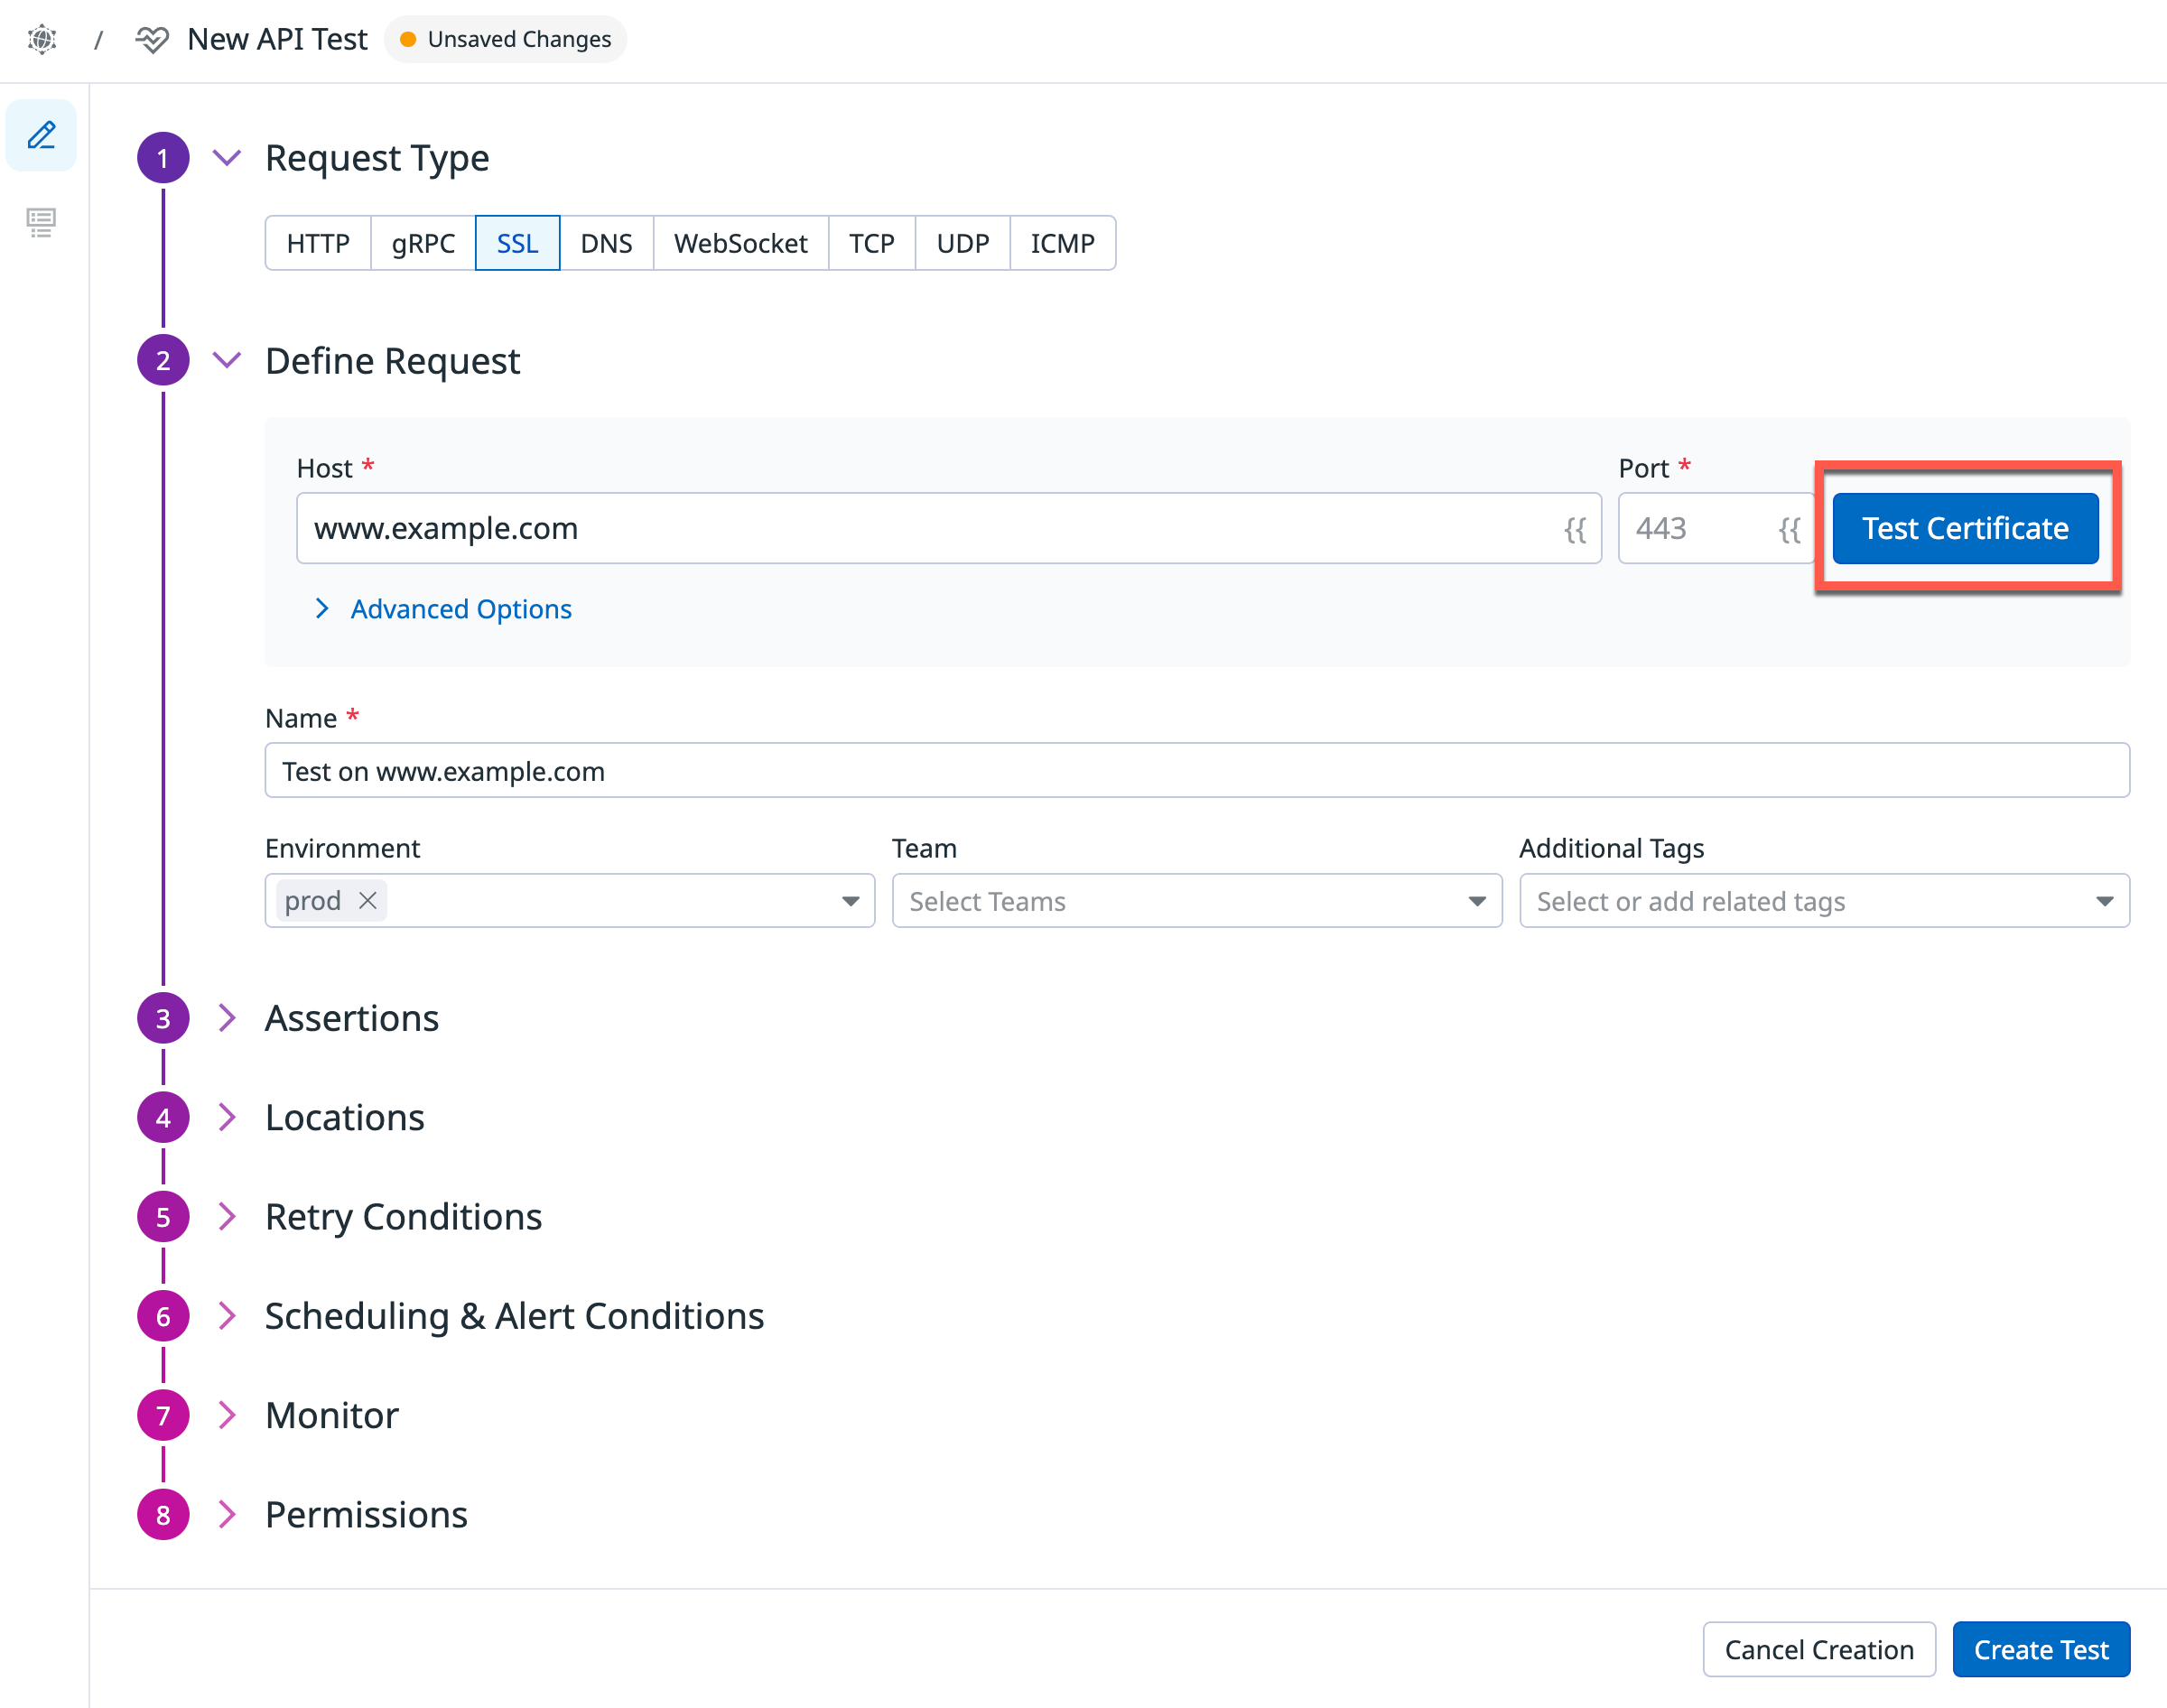 / New API Test Unsaved Changes
1 Request Type
HTTP gRPC SSL DNS WebSocket TCP UDP ICMP
2 Define Request
Host * Port *
www.example.com {{ 443 {{ Test Certificate
Advanced Options
Name *
Test on www.example.com
Environment Team Additional Tags
prod Select Teams Select or add related tags
3 Assertions
4 Locations
5 Retry Conditions
6 Scheduling & Alert Conditions
7 Monitor
8 Permissions
Cancel Creation Create Test